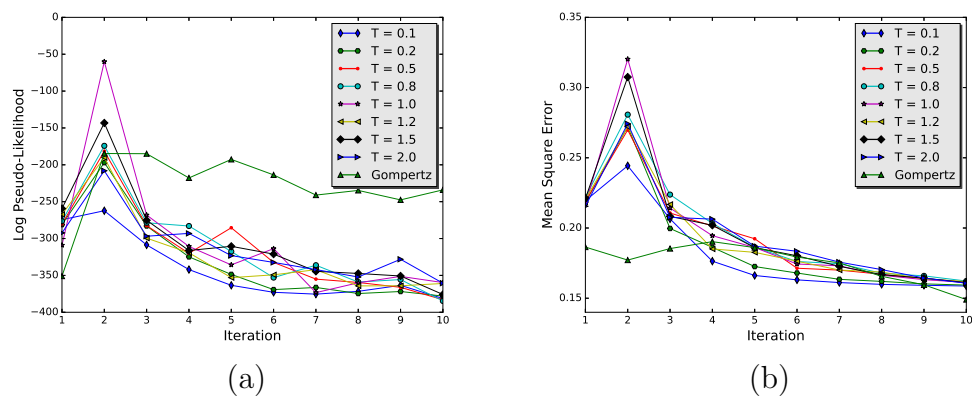 Log Pseudo-Likelihood
0
−50
−100
−150
−200
−250
−300
−350
−400
1 2 3 4 5 6 7 8 9 10
Iteration
T = 0.1
T = 0.2
T = 0.5
T = 0.8
T = 1.0
T = 1.2
T = 1.5
T = 2.0
Gompertz
(a)
Mean Square Error
0.35
0.30
0.25
0.20
0.15
1 2 3 4 5 6 7 8 9 10
Iteration
T = 0.1
T = 0.2
T = 0.5
T = 0.8
T = 1.0
T = 1.2
T = 1.5
T = 2.0
Gompertz
(b)